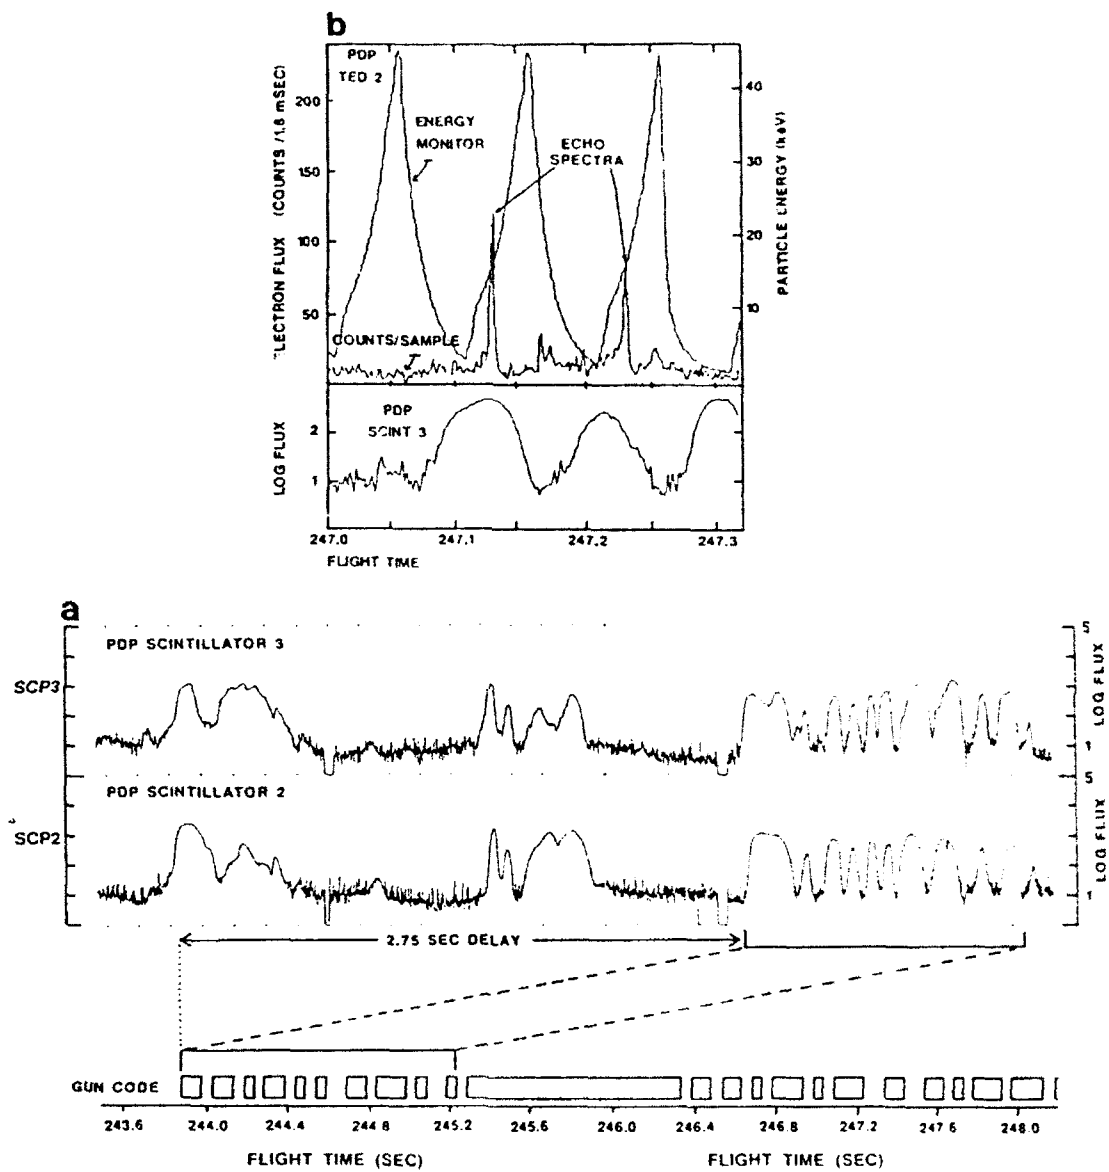 b
PDP
TED 2
ENERGY
MONITOR
ECHO
SPECTRA
COUNTS/SAMPLE
200
150
100
50
ELECTRON FLUX (COUNTS /1.6 mSEC)
40
30
20
10
PARTICLE ENERGY (keV)
PDP
SCINT 3
LOG FLUX
2
1
247.0 247.1 247.2 247.3
FLIGHT TIME
a
PDP SCINTILLATOR 3
SCP3
5
1
LOG FLUX
PDP SCINTILLATOR 2
SCP2
5
1
LOG FLUX
2.75 SEC DELAY
GUN CODE
243.6 244.0 244.4 244.8 245.2 245.6 246.0 246.4 246.8 247.2 247.6 248.0
FLIGHT TIME (SEC) FLIGHT TIME (SEC)